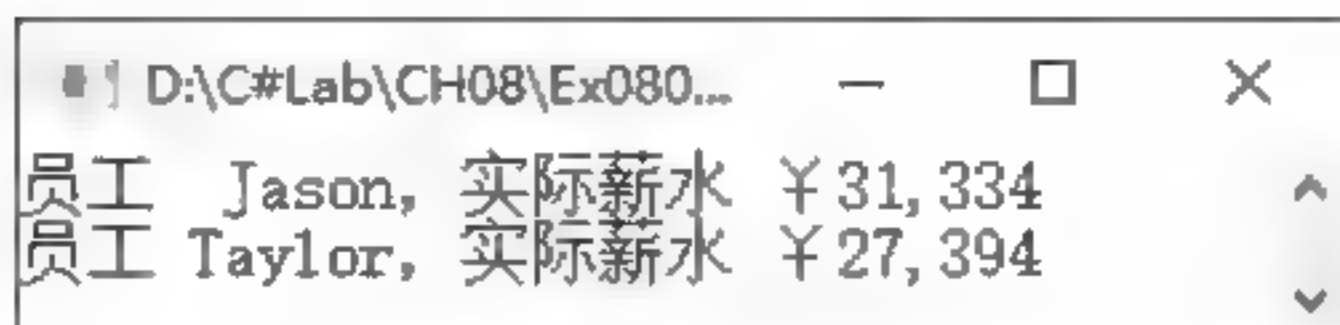 D:\C#Lab\CH08\Ex080...
员工  Jason, 实际薪水 ¥31,334
员工 Taylor, 实际薪水 ¥27,394